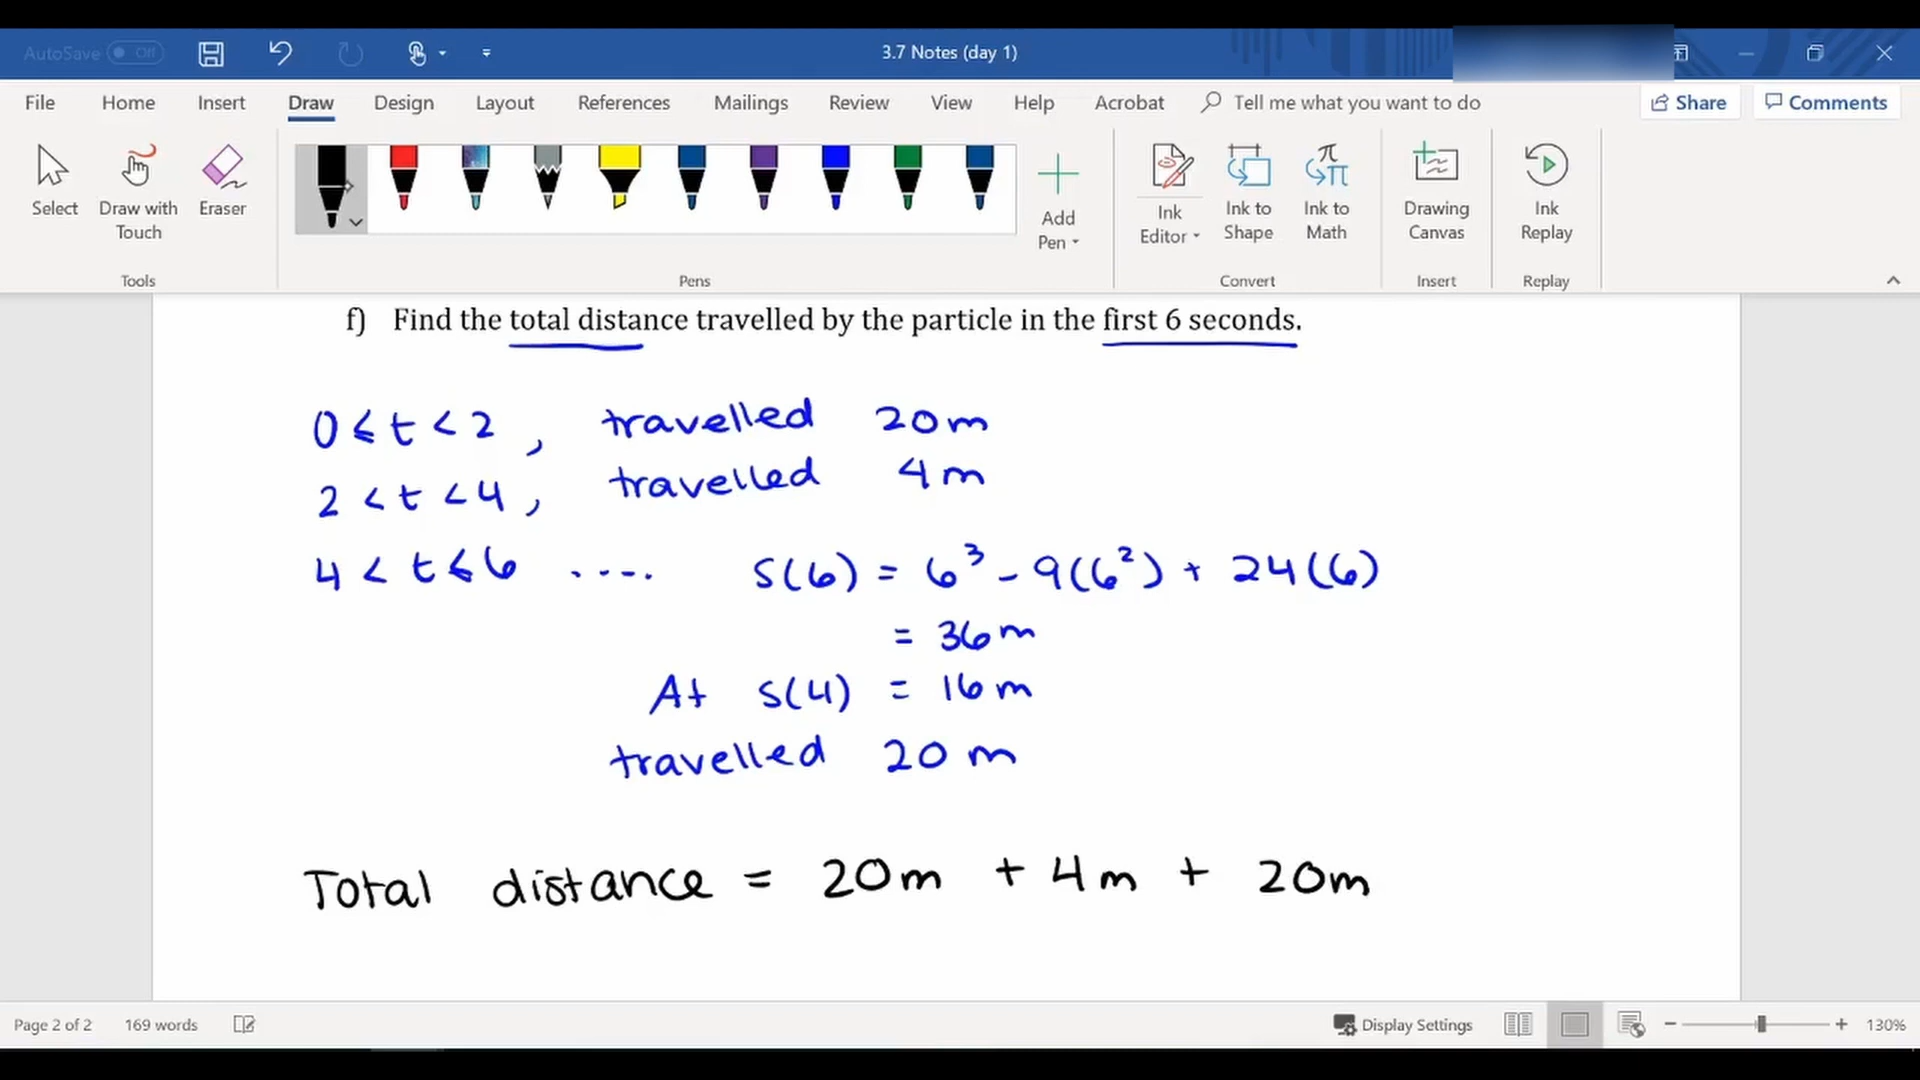 AutoSave Off 3.7 Notes (day 1)
File Home Insert Draw Design Layout References Mailings Review View Help Acrobat Tell me what you want to do Share Comments
Select Draw with Touch Eraser Add Pen Ink Editor Ink to Shape Ink to Math Drawing Canvas Ink Replay
Tools Pens Convert Insert Replay
f) Find the total distance travelled by the particle in the first 6 seconds.
0 ≤ t < 2, travelled 20m
2 < t < 4, travelled 4m
4 < t ≤ 6 .... s(6) = 6³ - 9(6²) + 24(6)
= 36m
At s(4) = 16m
travelled 20m
Total distance = 20m + 4m + 20m
Page 2 of 2 169 words Display Settings 130%